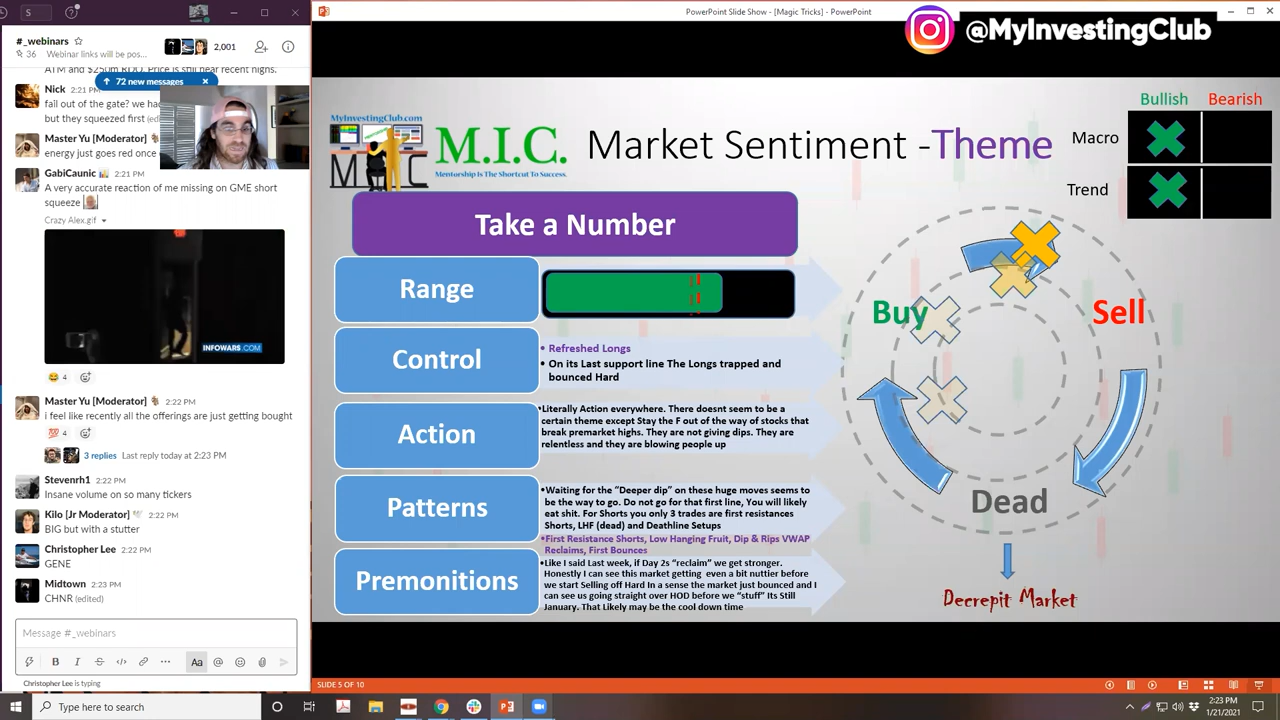 PowerPoint Slide Show - [Magic Tricks] - PowerPoint
@MyInvestingClub
S
#_webinars
2,001
36 Webinar links will be pos...
72 new messages
Nick 2:21 PM
fail out of the gate? we ha
but they squeezed first (ed
Master Yu [Moderator]
energy just goes red once
GabiCaunic 2:21 PM
A very accurate reaction of me missing on GME short
squeeze
Crazy Alex.gif
INFOWARS.COM
4
Master Yu [Moderator] 2:22 PM
i feel like recently all the offerings are just getting bought
100 4
3 replies Last reply today at 2:23 PM
Stevenrh1 2:22 PM
Insane volume on so many tickers
Kilo [Jr Moderator] 2:22 PM
BIG but with a stutter
Christopher Lee 2:22 PM
GENE
Midtown 2:23 PM
CHNR (edited)
Message #_webinars
B I S Aa @
Christopher Lee is typing
MyInvestingClub.com
MIC
M.I.C.
Mentorship Is The Shortcut To Success.
Market Sentiment -Theme
Bullish Bearish
Macro
Trend
Take a Number
Range
Control
• Refreshed Longs
• On its Last support line The Longs trapped and
bounced Hard
Action
•Literally Action everywhere. There doesnt seem to be a
certain theme except Stay the F out of the way of stocks that
break premarket highs. They are not giving dips. They are
relentless and they are blowing people up
Patterns
•Waiting for the “Deeper dip” on these huge moves seems to
be the way to go. Do not go for that first line, You will likely
eat shit. For Shorts you only 3 trades are first resistances
Shorts, LHF (dead) and Deathline Setups
•First Resistance Shorts, Low Hanging Fruit, Dip & Rips VWAP
Reclaims, First Bounces
Premonitions
•Like I said Last week, if Day 2s “reclaim” we get stronger.
Honestly I can see this market getting even a bit nuttier before
we start Selling off Hard In a sense the market just bounced and I
can see us going straight over HOD before we “stuff” Its Still
January. That Likely may be the cool down time
Buy
Sell
Dead
Decrepit Market
SLIDE 5 OF 10
Type here to search
2:23 PM
1/21/2021